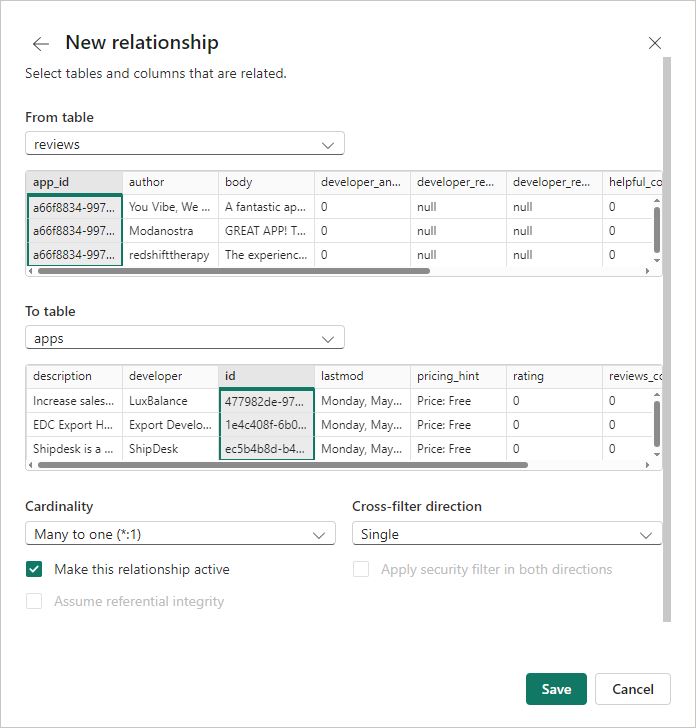 New relationship
Select tables and columns that are related.
From table
reviews
app_id author body developer_an... developer_re... developer_re... helpful_co
a66f8834-997... You Vibe, We ... A fantastic ap... 0 null null 0
a66f8834-997... Modanostra GREAT APP! T... 0 null null 0
a66f8834-997... redshifttherapy The experienc... 0 null null 0
To table
apps
description developer id lastmod pricing_hint rating reviews_co
Increase sales... LuxBalance 477982de-97... Monday, May... Price: Free 0 0
EDC Export H... Export Develo... 1e4c408f-6b0... Monday, May... Price: Free 0 0
Shipdesk is a ... ShipDesk ec5b4b8d-b4... Monday, May... Price: Free 0 0
Cardinality Cross-filter direction
Many to one (*:1) Single
Make this relationship active Apply security filter in both directions
Assume referential integrity
Save Cancel